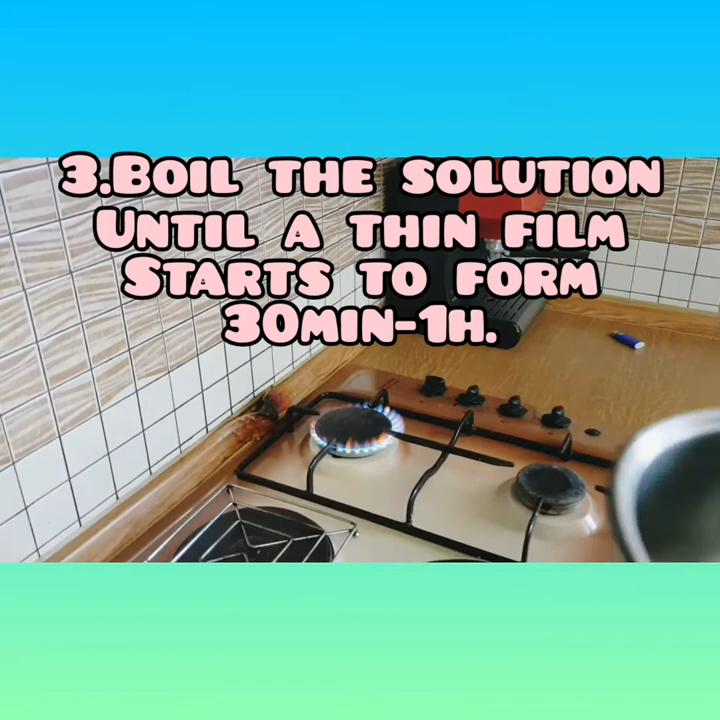 3.Boil the solution
Until a thin film
Starts to form
30min-1h.